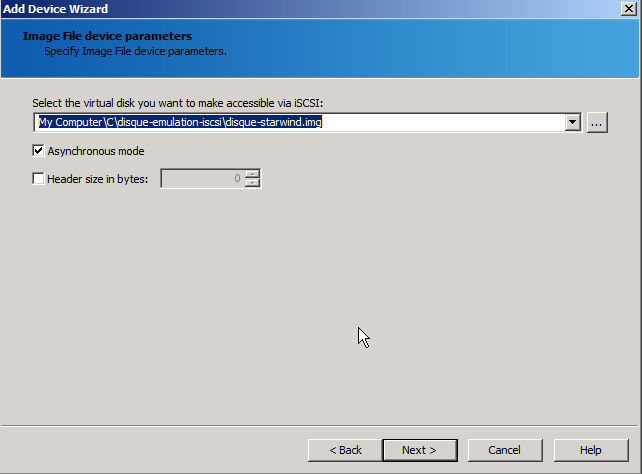 Add Device Wizard
Image File device parameters
Specify Image File device parameters.
Select the virtual disk you want to make accessible via iSCSI:
My Computer\C\disque-emulation-iscsi\disque-starwind.img
...
Asynchronous mode
Header size in bytes: 0
< Back Next > Cancel Help